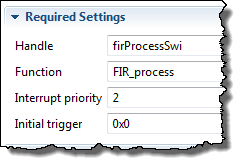 Required Settings
Handle firProcessSwi
Function FIR_process
Interrupt priority 2
Initial trigger 0x0